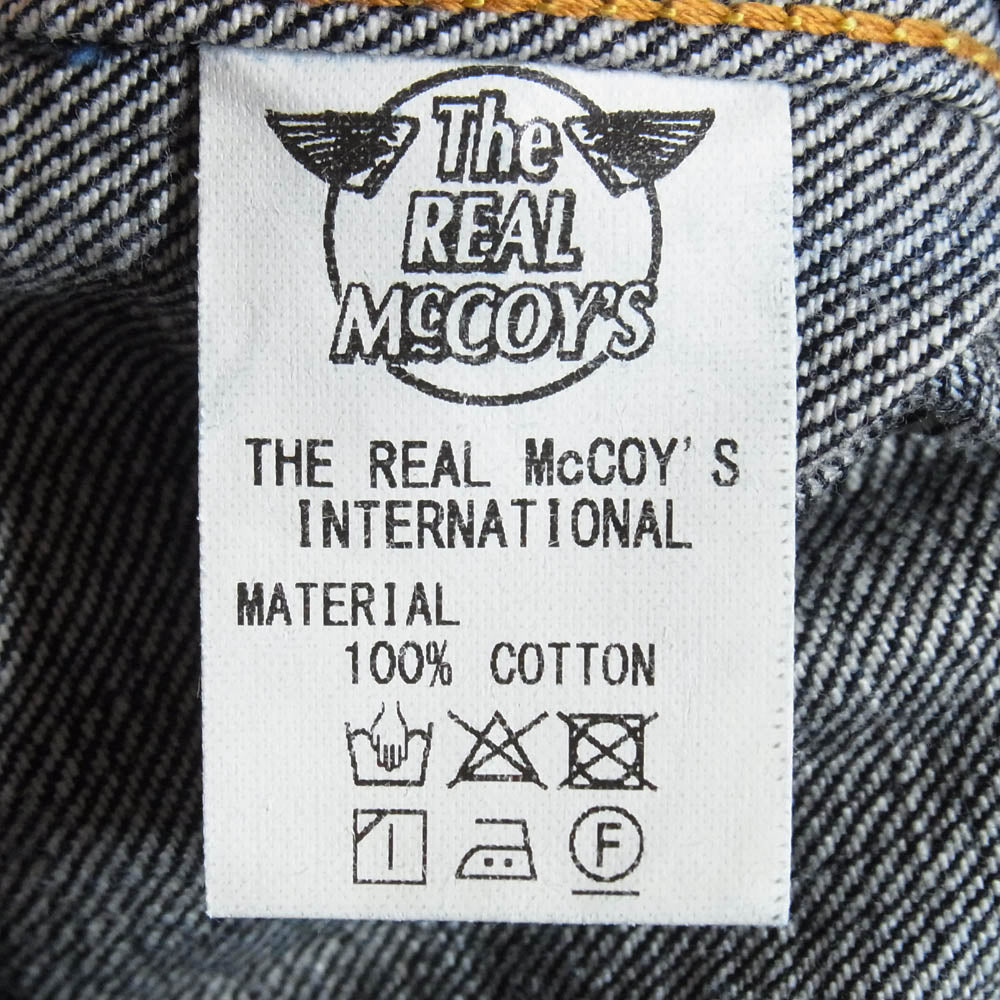 The
REAL
McCOY'S
THE REAL McCOY'S
INTERNATIONAL
MATERIAL
100% COTTON
F